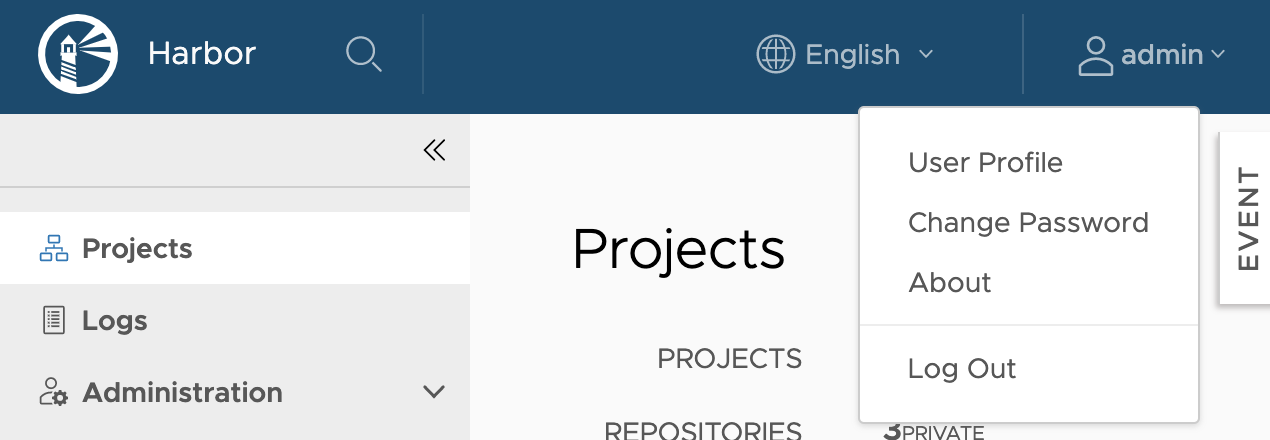 Harbor
English
admin
User Profile
Change Password
About
Log Out
EVENT
Projects
Logs
Administration
Projects
PROJECTS
REPOSITORIES
3PRIVATE